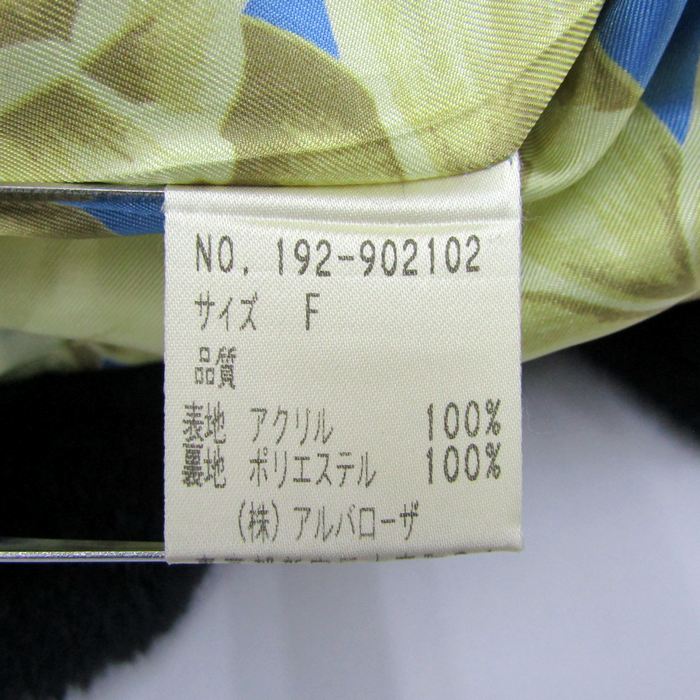 NO. 192-902102
サイズ F
品質
表地 アクリル 100%
裏地 ポリエステル 100%
(株)アルバローザ